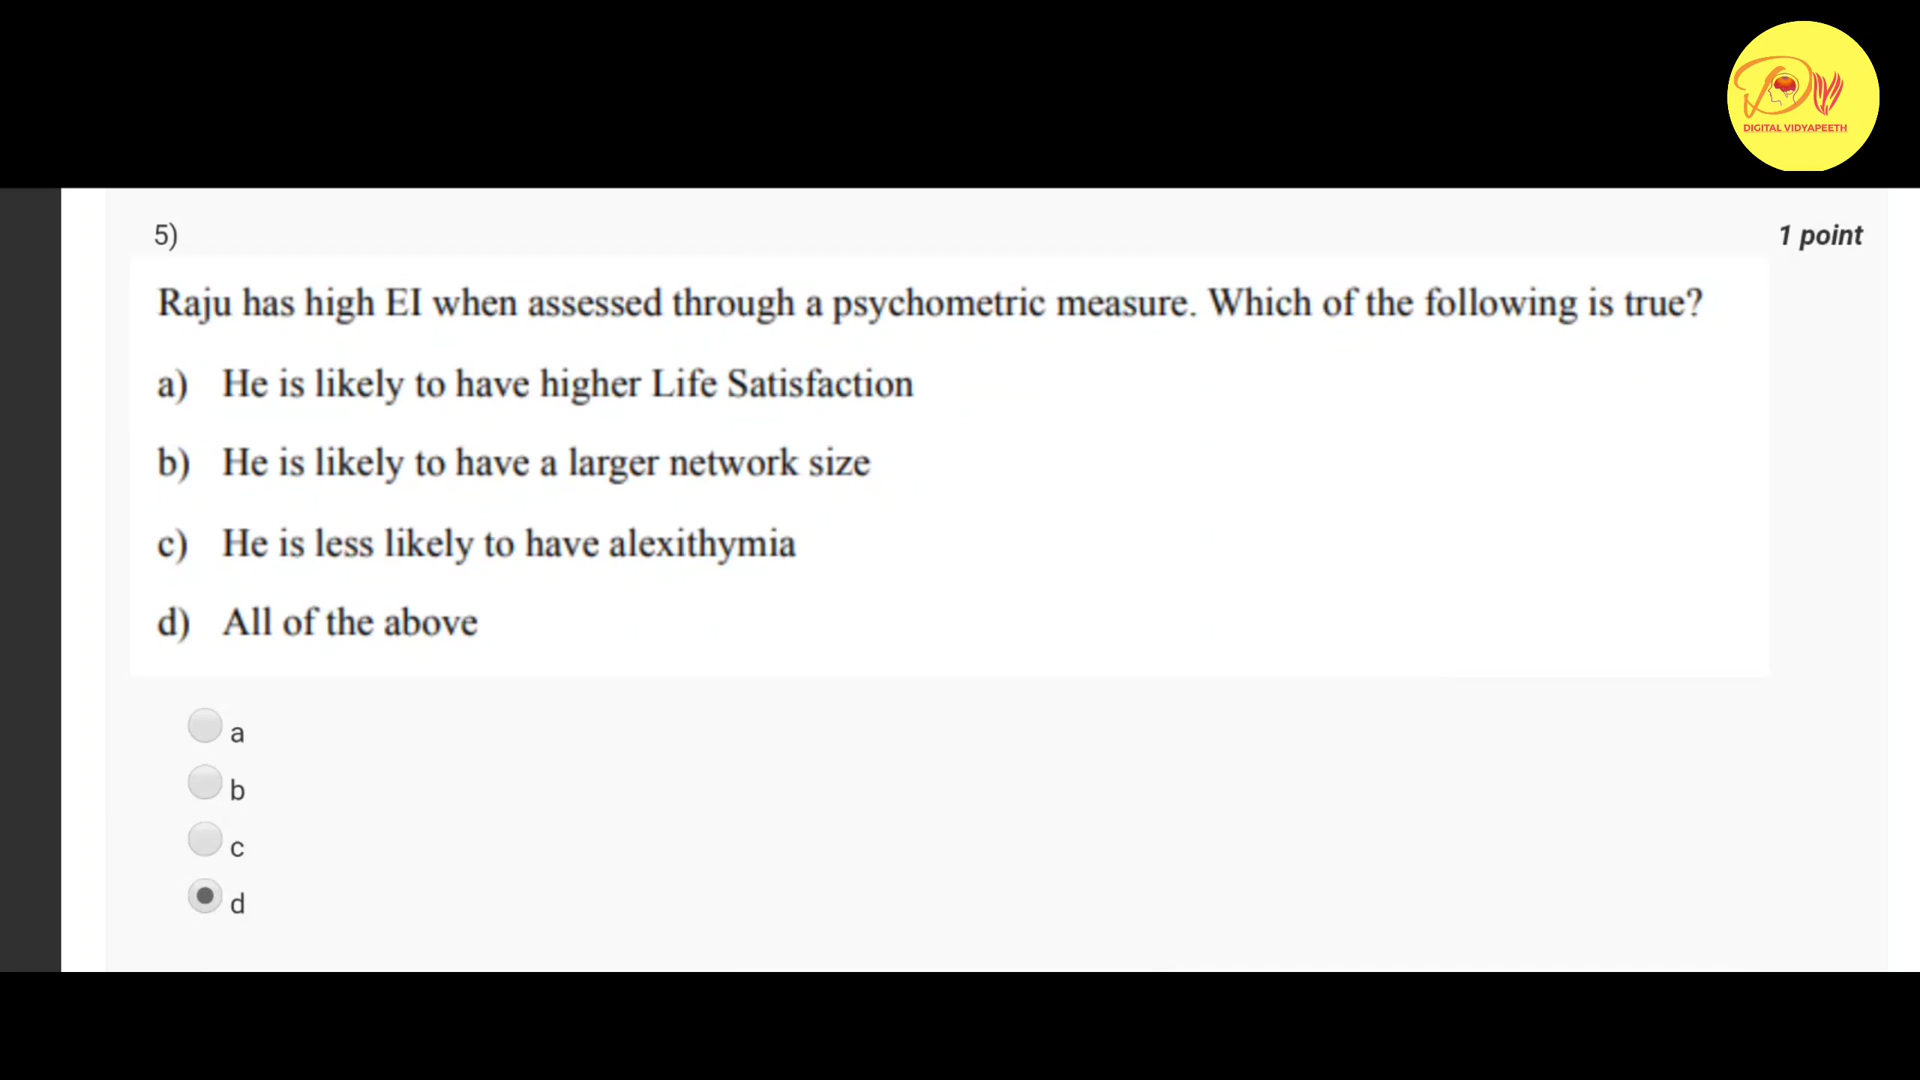 DIGITAL VIDYAPEETH
5)
1 point
Raju has high EI when assessed through a psychometric measure. Which of the following is true?
a) He is likely to have higher Life Satisfaction
b) He is likely to have a larger network size
c) He is less likely to have alexithymia
d) All of the above
a
b
c
d